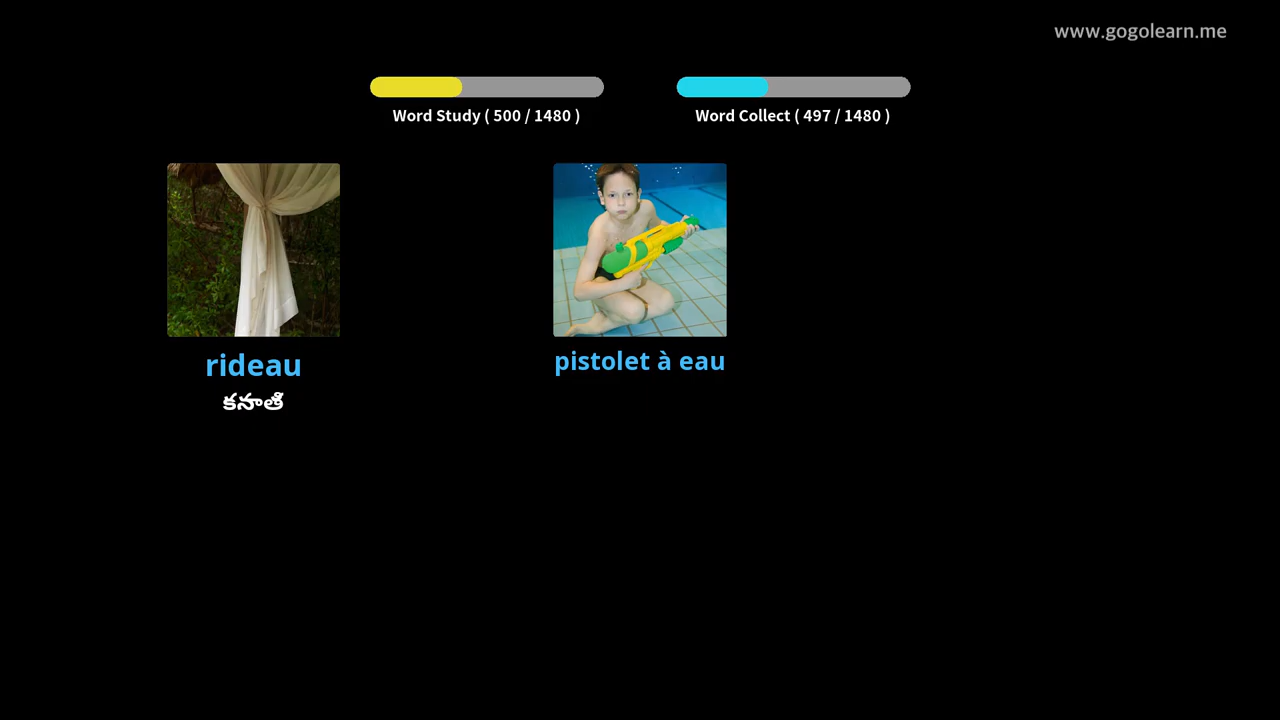 www.gogolearn.me
Word Study ( 500 / 1480 )
Word Collect ( 497 / 1480 )
rideau
కనాతి
pistolet à eau